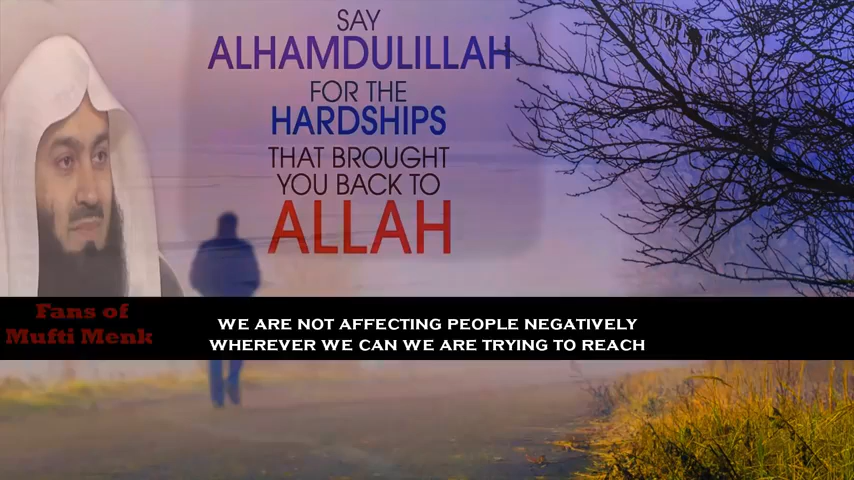 SAY
ALHAMDULILLAH
FOR THE
HARDSHIPS
THAT BROUGHT
YOU BACK TO
ALLAH
Fans of
Mufti Menk
WE ARE NOT AFFECTING PEOPLE NEGATIVELY
WHEREVER WE CAN WE ARE TRYING TO REACH